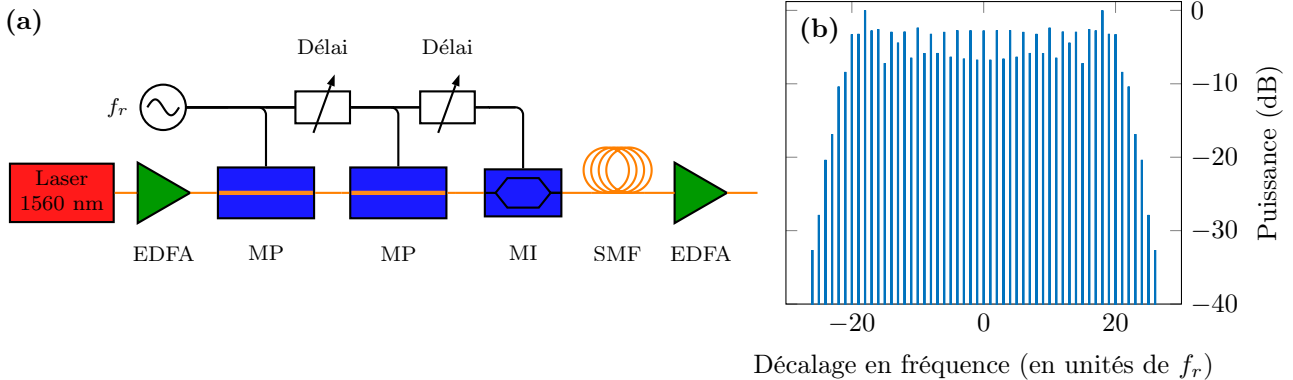 (a)
Délai
Délai
f_r
Laser
1560 nm
EDFA
MP
MP
MI
SMF
EDFA
(b)
0
−10
−20
−30
−40
Puissance (dB)
−20
0
20
Décalage en fréquence (en unités de f_r)